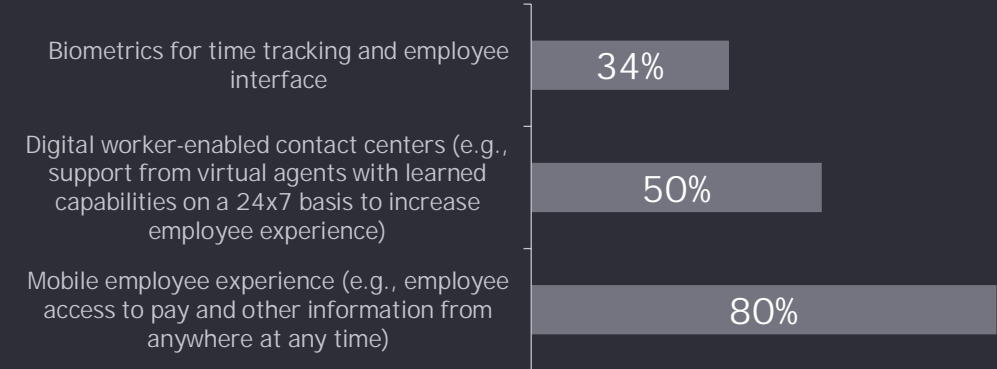 Biometrics for time tracking and employee
interface
34%
Digital worker-enabled contact centers (e.g.,
support from virtual agents with learned
capabilities on a 24x7 basis to increase
employee experience)
50%
Mobile employee experience (e.g., employee
access to pay and other information from
anywhere at any time)
80%